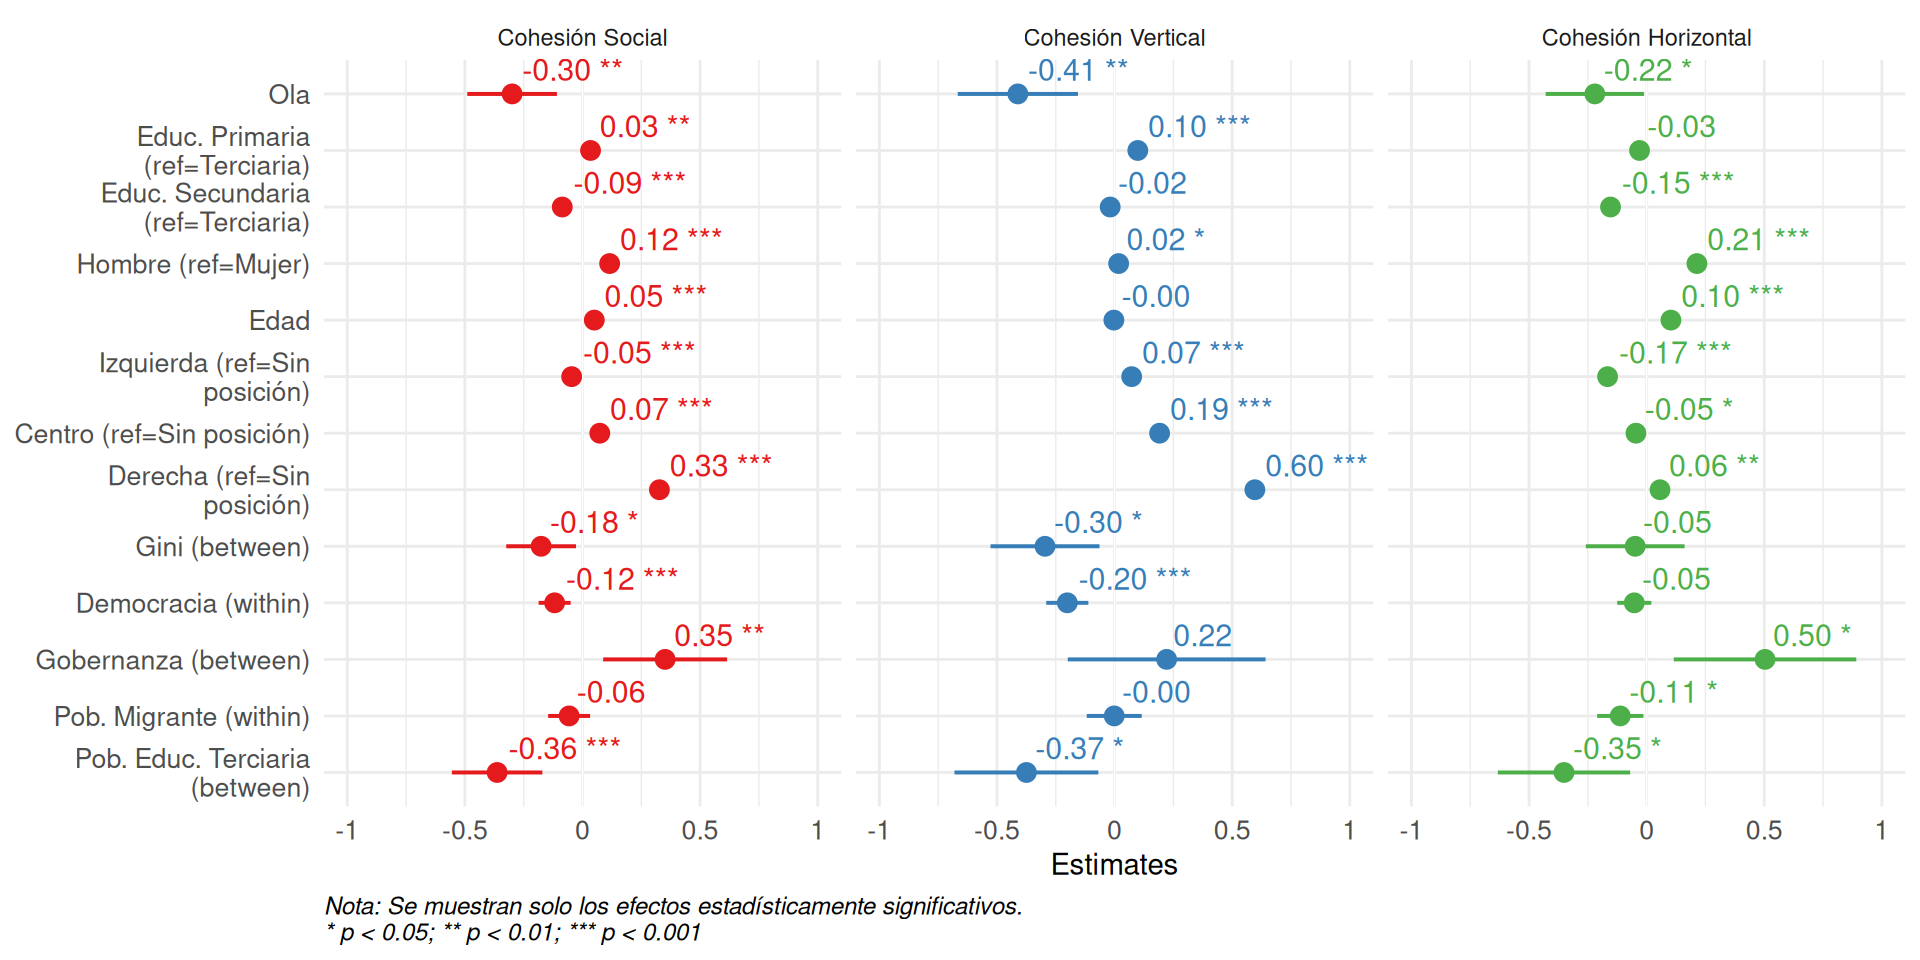 Cohesión Social
Cohesión Vertical
Cohesión Horizontal
Ola
-0.30 **
-0.41 **
-0.22 *
Educ. Primaria
(ref=Terciaria)
0.03 **
0.10 ***
-0.03
Educ. Secundaria
(ref=Terciaria)
-0.09 ***
-0.02
-0.15 ***
Hombre (ref=Mujer)
0.12 ***
0.02 *
0.21 ***
Edad
0.05 ***
-0.00
0.10 ***
Izquierda (ref=Sin
posición)
-0.05 ***
0.07 ***
-0.17 ***
Centro (ref=Sin posición)
0.07 ***
0.19 ***
-0.05 *
Derecha (ref=Sin
posición)
0.33 ***
0.60 ***
0.06 **
Gini (between)
-0.18 *
-0.30 *
-0.05
Democracia (within)
-0.12 ***
-0.20 ***
-0.05
Gobernanza (between)
0.35 **
0.22
0.50 *
Pob. Migrante (within)
-0.06
-0.00
-0.11 *
Pob. Educ. Terciaria
(between)
-0.36 ***
-0.37 *
-0.35 *
-1 -0.5 0 0.5 1
-1 -0.5 0 0.5 1
-1 -0.5 0 0.5 1
Estimates
Nota: Se muestran solo los efectos estadísticamente significativos.
* p < 0.05; ** p < 0.01; *** p < 0.001